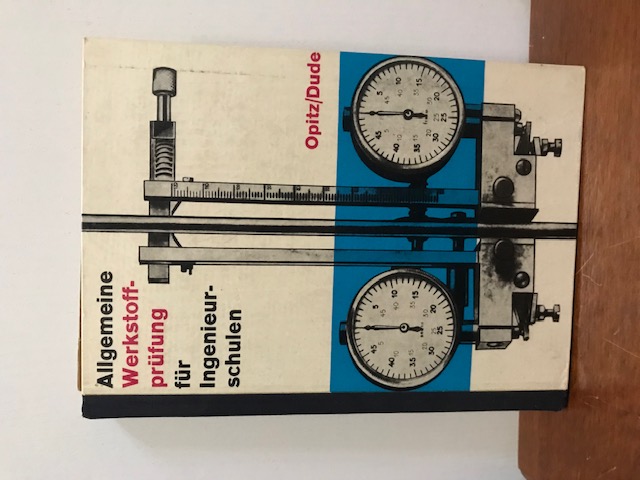 Opitz/Dude
Allgemeine
Werkstoff-
prüfung
für
Ingenieur-
schulen